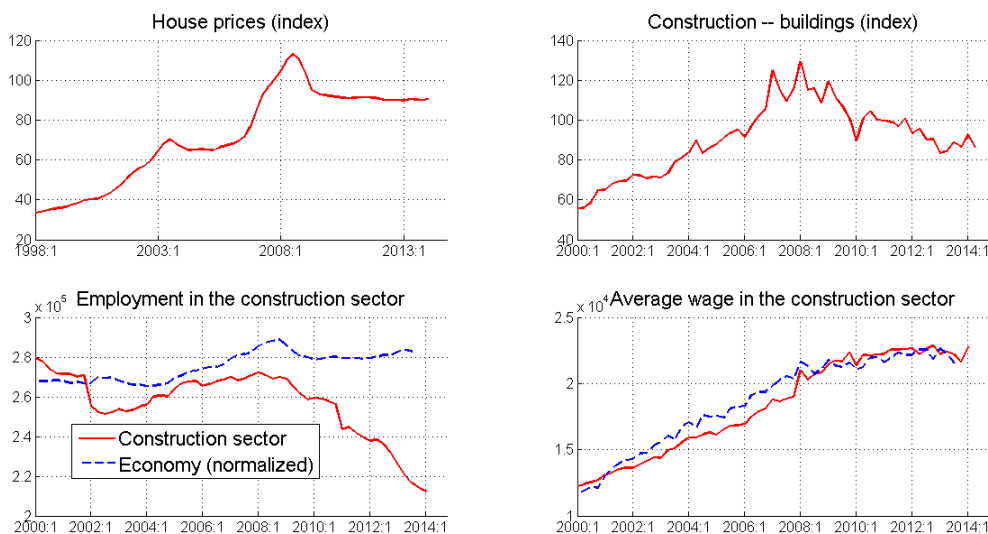 House prices (index)
120
100
80
60
40
20
1998:1 2003:1 2008:1 2013:1
Construction -- buildings (index)
140
120
100
80
60
40
2000:1 2002:1 2004:1 2006:1 2008:1 2010:1 2012:1 2014:1
x 10⁵ Employment in the construction sector
3
2.8
2.6
2.4
2.2
2
Construction sector
Economy (normalized)
2000:1 2002:1 2004:1 2006:1 2008:1 2010:1 2012:1 2014:1
x 10⁴ Average wage in the construction sector
2.5
2
1.5
1
2000:1 2002:1 2004:1 2006:1 2008:1 2010:1 2012:1 2014:1